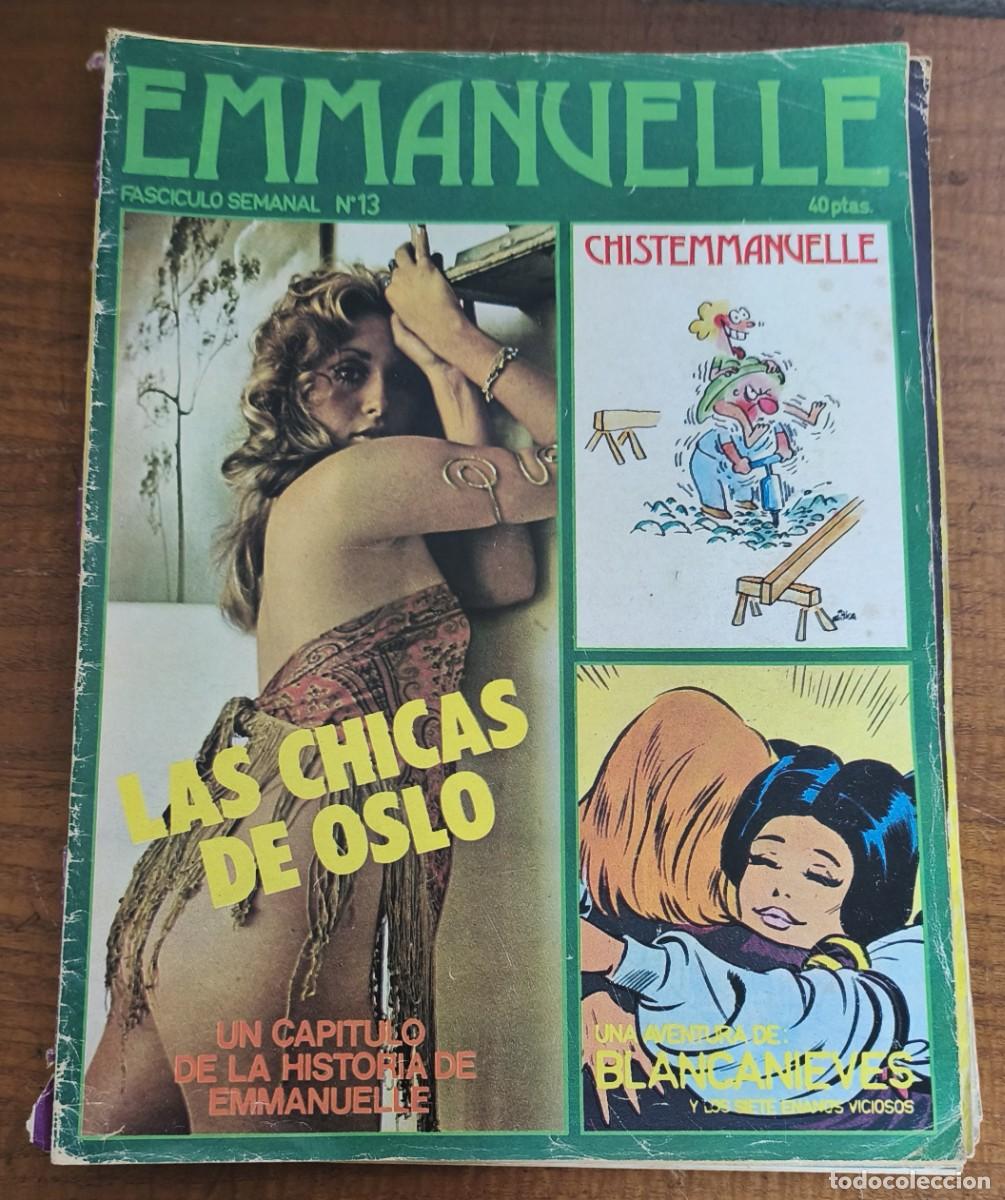 EMMANUELLE
FASCICULO SEMANAL Nº13
40 ptas.
CHISTEMMANUELLE
LAS CHICAS
DE OSLO
UN CAPITULO
DE LA HISTORIA DE
EMMANUELLE
UNA AVENTURA DE:
BLANCANIEVES
Y LOS SIETE ENANOS VICIOSOS
todocoleccion